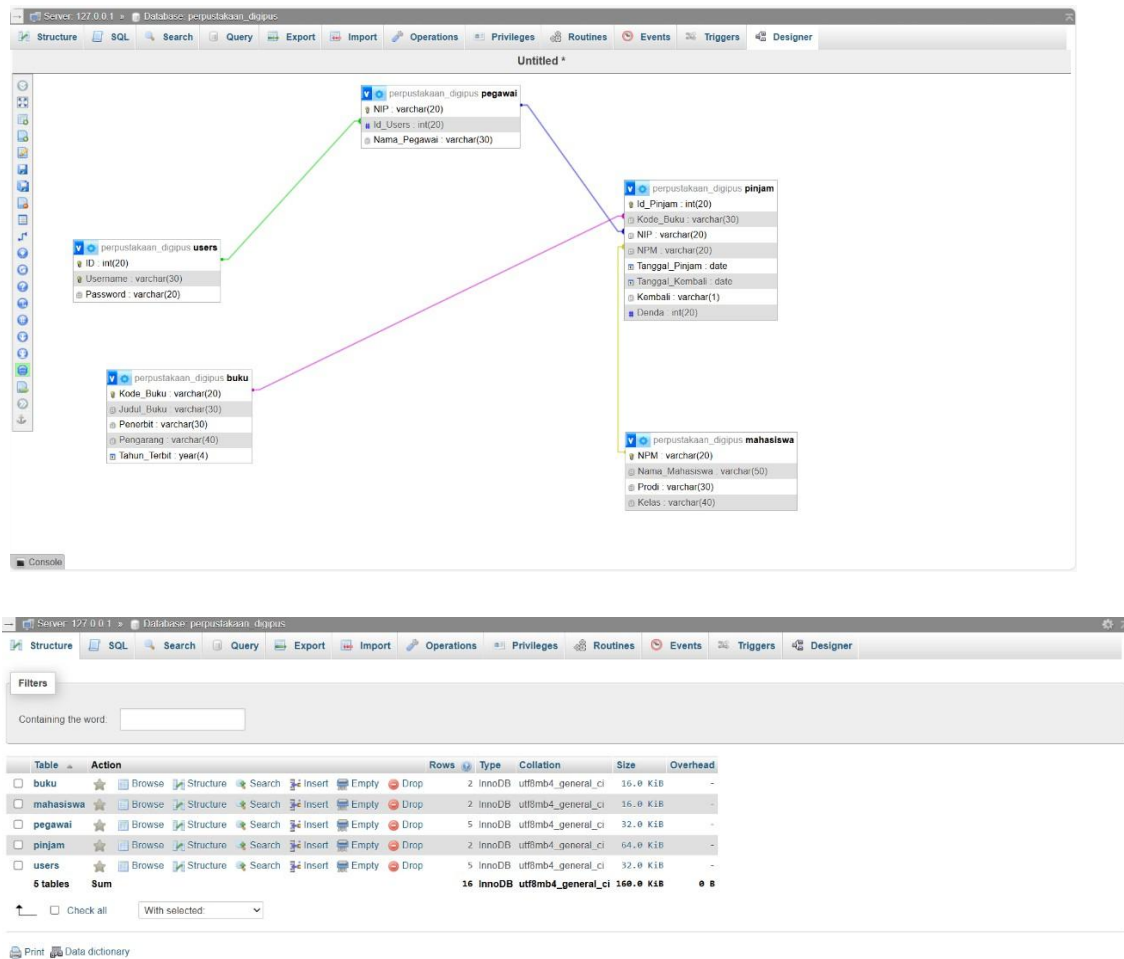 Server: 127.0.0.1 » Database: perpustakaan_digipus
Structure SQL Search Query Export Import Operations Privileges Routines Events Triggers Designer
Untitled *
perpustakaan_digipus pegawai
NIP : varchar(20)
Id_Users : int(20)
Nama_Pegawai : varchar(30)
perpustakaan_digipus pinjam
Id_Pinjam : int(20)
Kode_Buku : varchar(30)
NIP : varchar(20)
NPM : varchar(20)
Tanggal_Pinjam : date
Tanggal_Kembali : date
Kembali : varchar(1)
Denda : int(20)
perpustakaan_digipus users
ID : int(20)
Username : varchar(30)
Password : varchar(20)
perpustakaan_digipus buku
Kode_Buku : varchar(20)
Judul_Buku : varchar(30)
Penerbit : varchar(30)
Pengarang : varchar(40)
Tahun_Terbit : year(4)
perpustakaan_digipus mahasiswa
NPM : varchar(20)
Nama_Mahasiswa : varchar(50)
Prodi : varchar(30)
Kelas : varchar(40)
Console
Server: 127.0.0.1 » Database: perpustakaan_digipus
Structure SQL Search Query Export Import Operations Privileges Routines Events Triggers Designer
Filters
Containing the word:
Table Action Rows Type Collation Size Overhead
buku Browse Structure Search Insert Empty Drop 2 InnoDB utf8mb4_general_ci 16.0 KiB -
mahasiswa Browse Structure Search Insert Empty Drop 2 InnoDB utf8mb4_general_ci 16.0 KiB -
pegawai Browse Structure Search Insert Empty Drop 5 InnoDB utf8mb4_general_ci 32.0 KiB -
pinjam Browse Structure Search Insert Empty Drop 2 InnoDB utf8mb4_general_ci 64.0 KiB -
users Browse Structure Search Insert Empty Drop 5 InnoDB utf8mb4_general_ci 32.0 KiB -
5 tables Sum 16 InnoDB utf8mb4_general_ci 160.0 KiB 0 B
Check all With selected:
Print Data dictionary